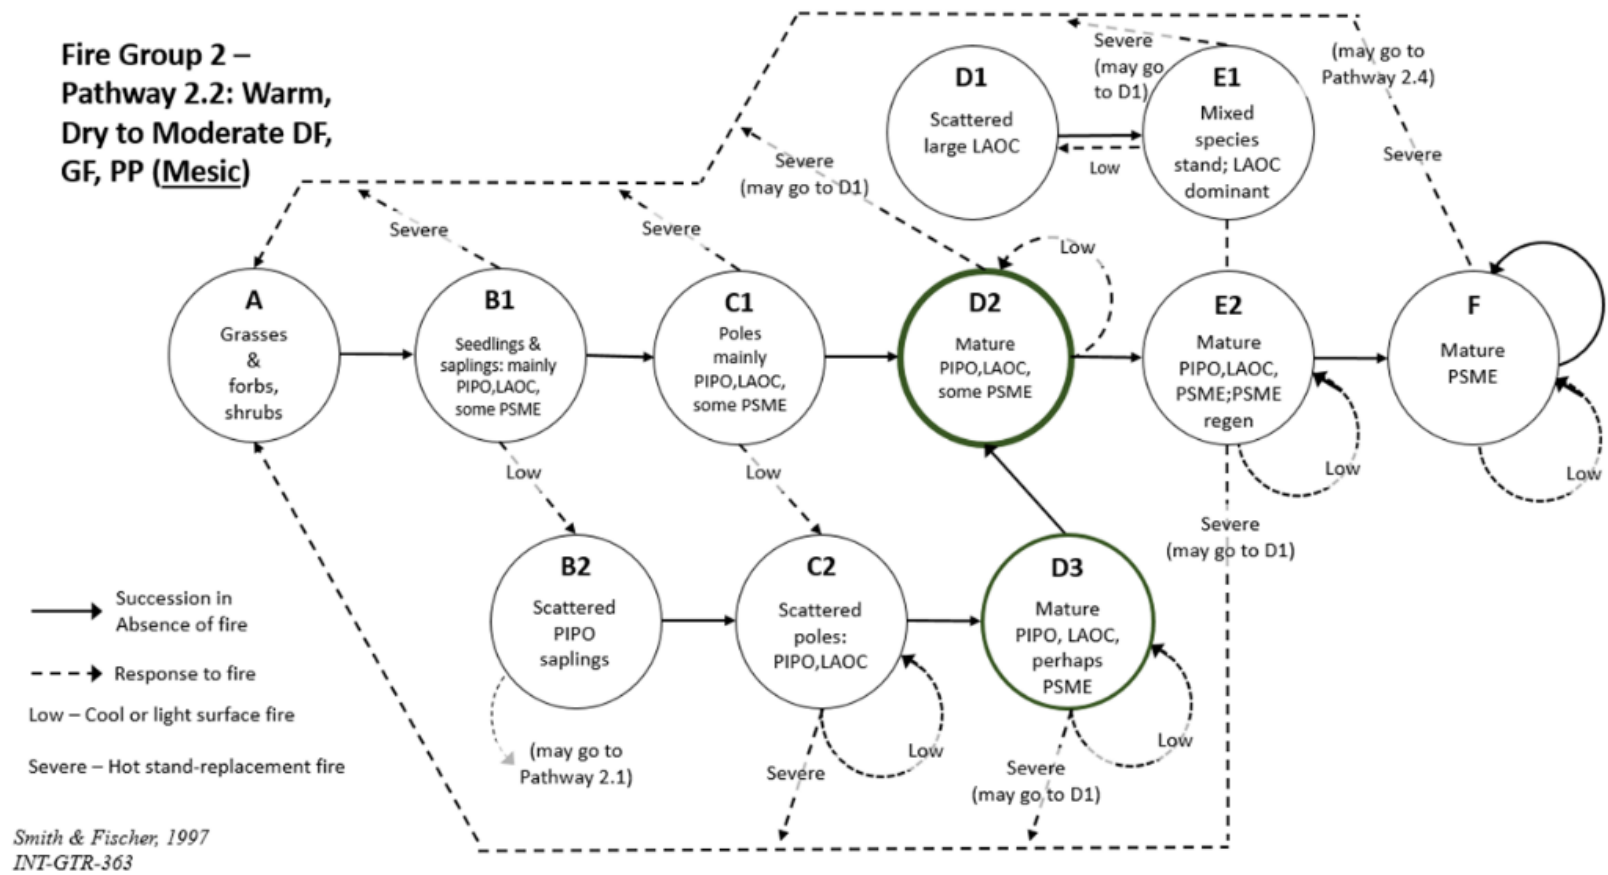 Fire Group 2 –
Pathway 2.2: Warm,
Dry to Moderate DF,
GF, PP (Mesic)
D1
Scattered
large LAOC
Severe
(may go
to D1)
E1
Mixed
species
stand; LAOC
dominant
(may go to
Pathway 2.4)
Low
Severe
Severe
(may go to D1)
Severe
Severe
Low
A
Grasses
&
forbs,
shrubs
B1
Seedlings &
saplings: mainly
PIPO,LAOC,
some PSME
C1
Poles
mainly
PIPO,LAOC,
some PSME
D2
Mature
PIPO,LAOC,
some PSME
E2
Mature
PIPO,LAOC,
PSME;PSME
regen
F
Mature
PSME
Low
Low
Low
Low
Severe
(may go to D1)
B2
Scattered
PIPO
saplings
C2
Scattered
poles:
PIPO,LAOC
D3
Mature
PIPO, LAOC,
perhaps
PSME
(may go to
Pathway 2.1)
Severe
Low
Severe
(may go to D1)
Low
Succession in
Absence of fire
Response to fire
Low – Cool or light surface fire
Severe – Hot stand-replacement fire
Smith & Fischer, 1997
INT-GTR-363